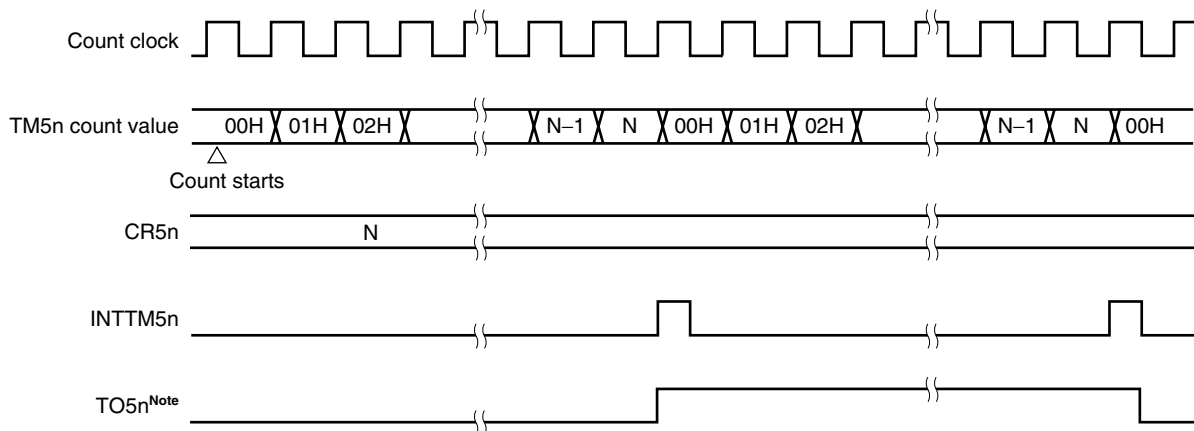 Count clock
TM5n count value 00H 01H 02H N–1 N 00H 01H 02H N–1 N 00H
Count starts
CR5n N
INTTM5n
TO5nNote